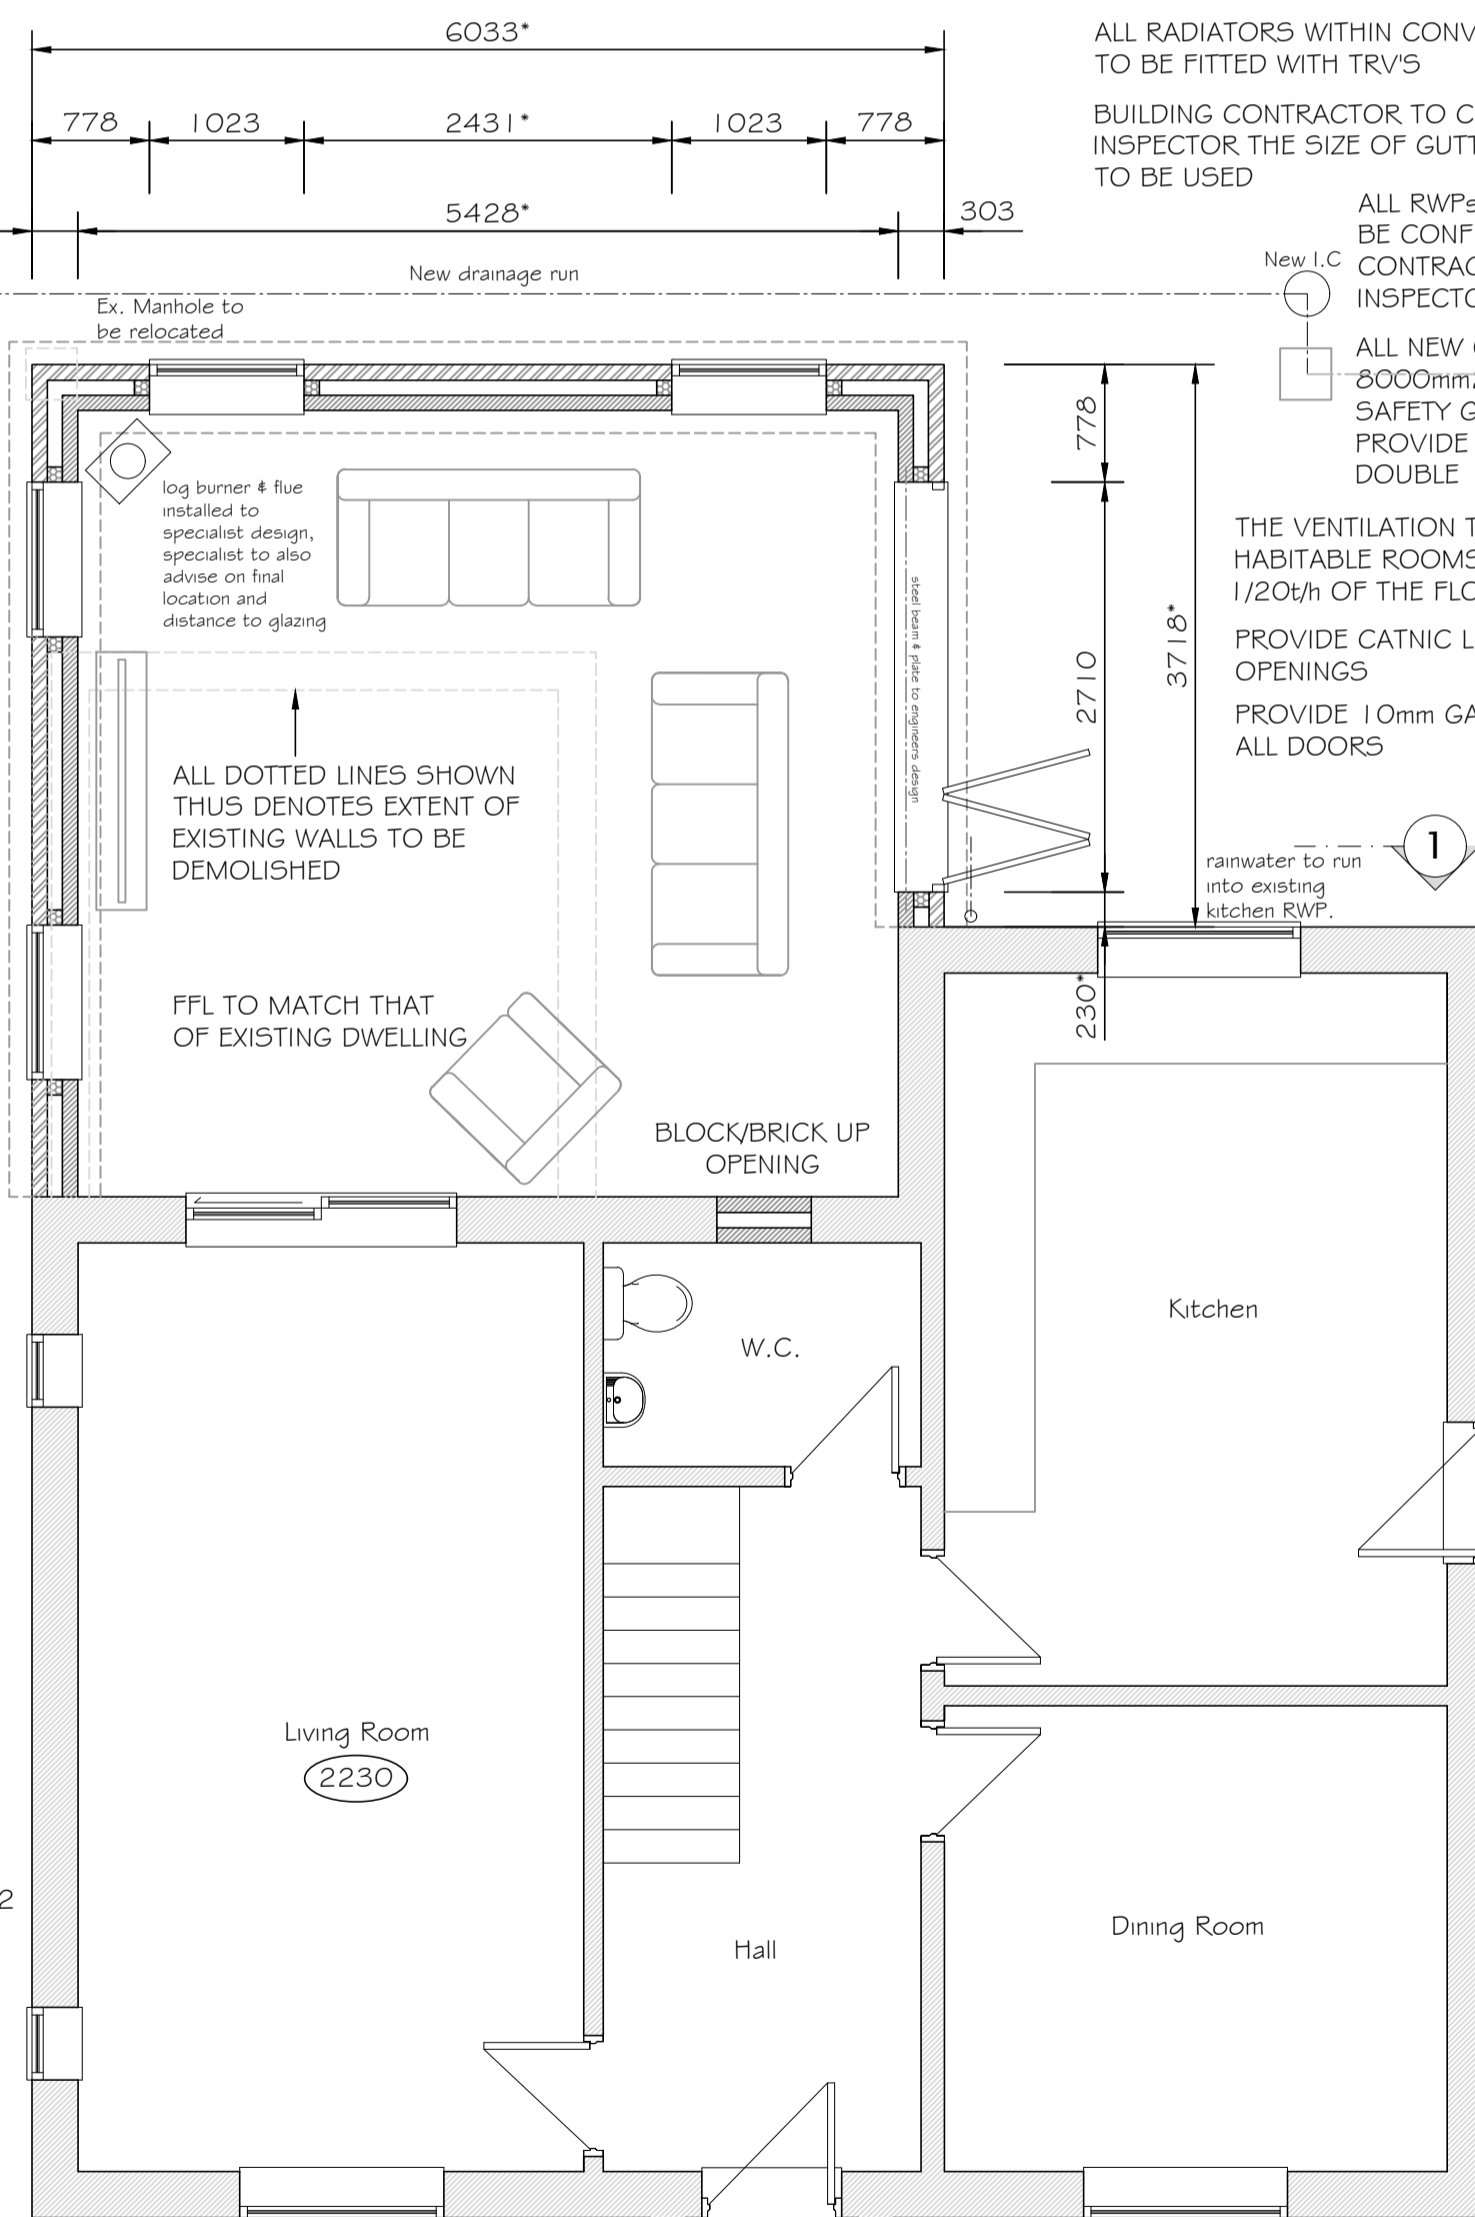 6033*
ALL RADIATORS WITHIN CONV
TO BE FITTED WITH TRV'S
778 1023 2431* 1023 778
BUILDING CONTRACTOR TO C
INSPECTOR THE SIZE OF GUTT
TO BE USED
5428* 303
ALL RWPs
BE CONF
CONTRAC
INSPECTO
New drainage run
New I.C
Ex. Manhole to
be relocated
ALL NEW
8000mm
SAFETY G
PROVIDE
DOUBLE
778
log burner & flue
installed to
specialist design,
specialist to also
advise on final
location and
distance to glazing
THE VENTILATION T
HABITABLE ROOMS
1/20t/h OF THE FLO
steel beam & plate to engineers design
2710
3718*
PROVIDE CATNIC L
OPENINGS
PROVIDE 10mm GA
ALL DOORS
ALL DOTTED LINES SHOWN
THUS DENOTES EXTENT OF
EXISTING WALLS TO BE
DEMOLISHED
1
rainwater to run
into existing
kitchen RWP.
230*
FFL TO MATCH THAT
OF EXISTING DWELLING
BLOCK/BRICK UP
OPENING
Kitchen
W.C.
Living Room
2230
2
Hall
Dining Room